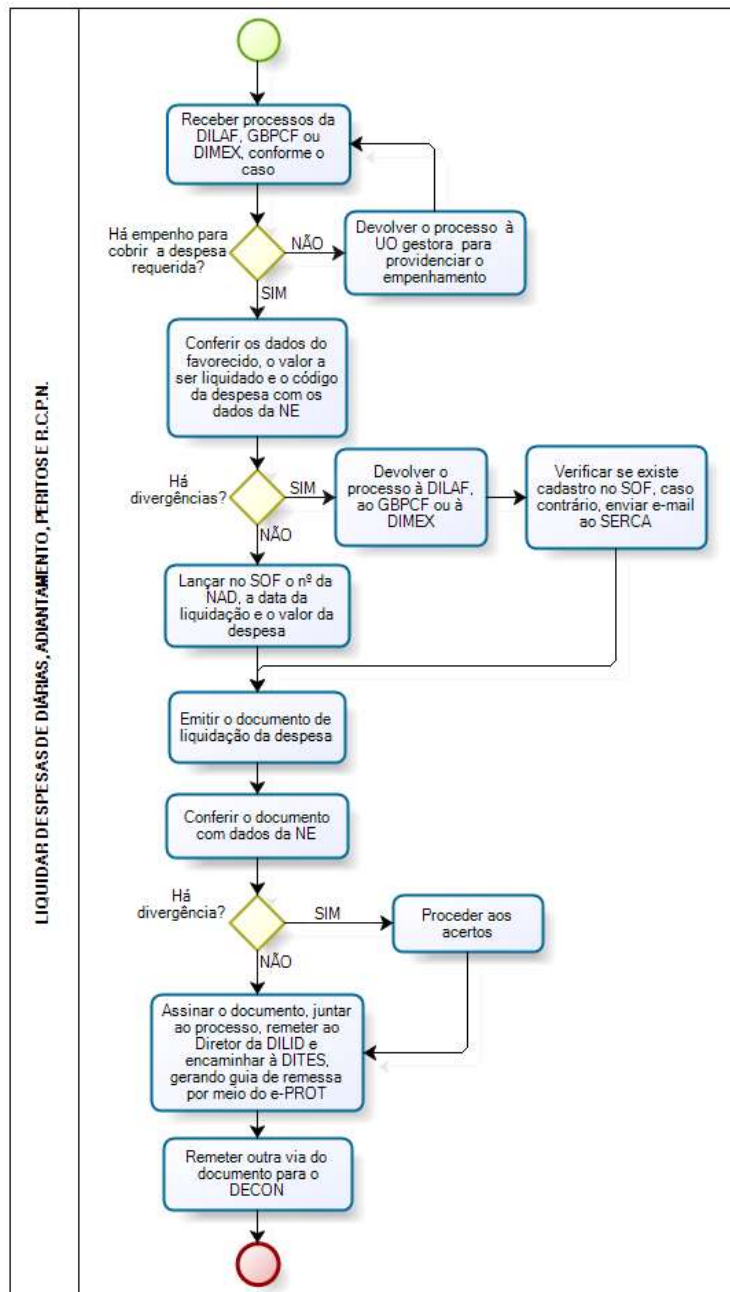 LIQUIDAR DESPESAS DE DIÁRIAS, ADIANTAMENTO, PERITOS E R.C.P.N.
Receber processos da
DILAF, GBPCF ou
DIMEX, conforme o
caso
Há empenho para
cobrir a despesa
requerida?
NÃO
Devolver o processo à
UO gestora para
providenciar o
empenhamento
SIM
Conferir os dados do
favorecido, o valor a
ser liquidado e o código
da despesa com os
dados da NE
Há
divergências?
SIM
Devolver o
processo à DILAF,
ao GBPCF ou à
DIMEX
Verificar se existe
cadastro no SOF, caso
contrário, enviar e-mail
ao SERCA
NÃO
Lançar no SOF o nº da
NAD, a data da
liquidação e o valor da
despesa
Emitir o documento de
liquidação da despesa
Conferir o documento
com dados da NE
Há
divergência?
SIM
Proceder aos
acertos
NÃO
Assinar o documento, juntar
ao processo, remeter ao
Diretor da DILID e
encaminhar à DITES,
gerando guia de remessa
por meio do e-PROT
Remeter outra via do
documento para o
DECON